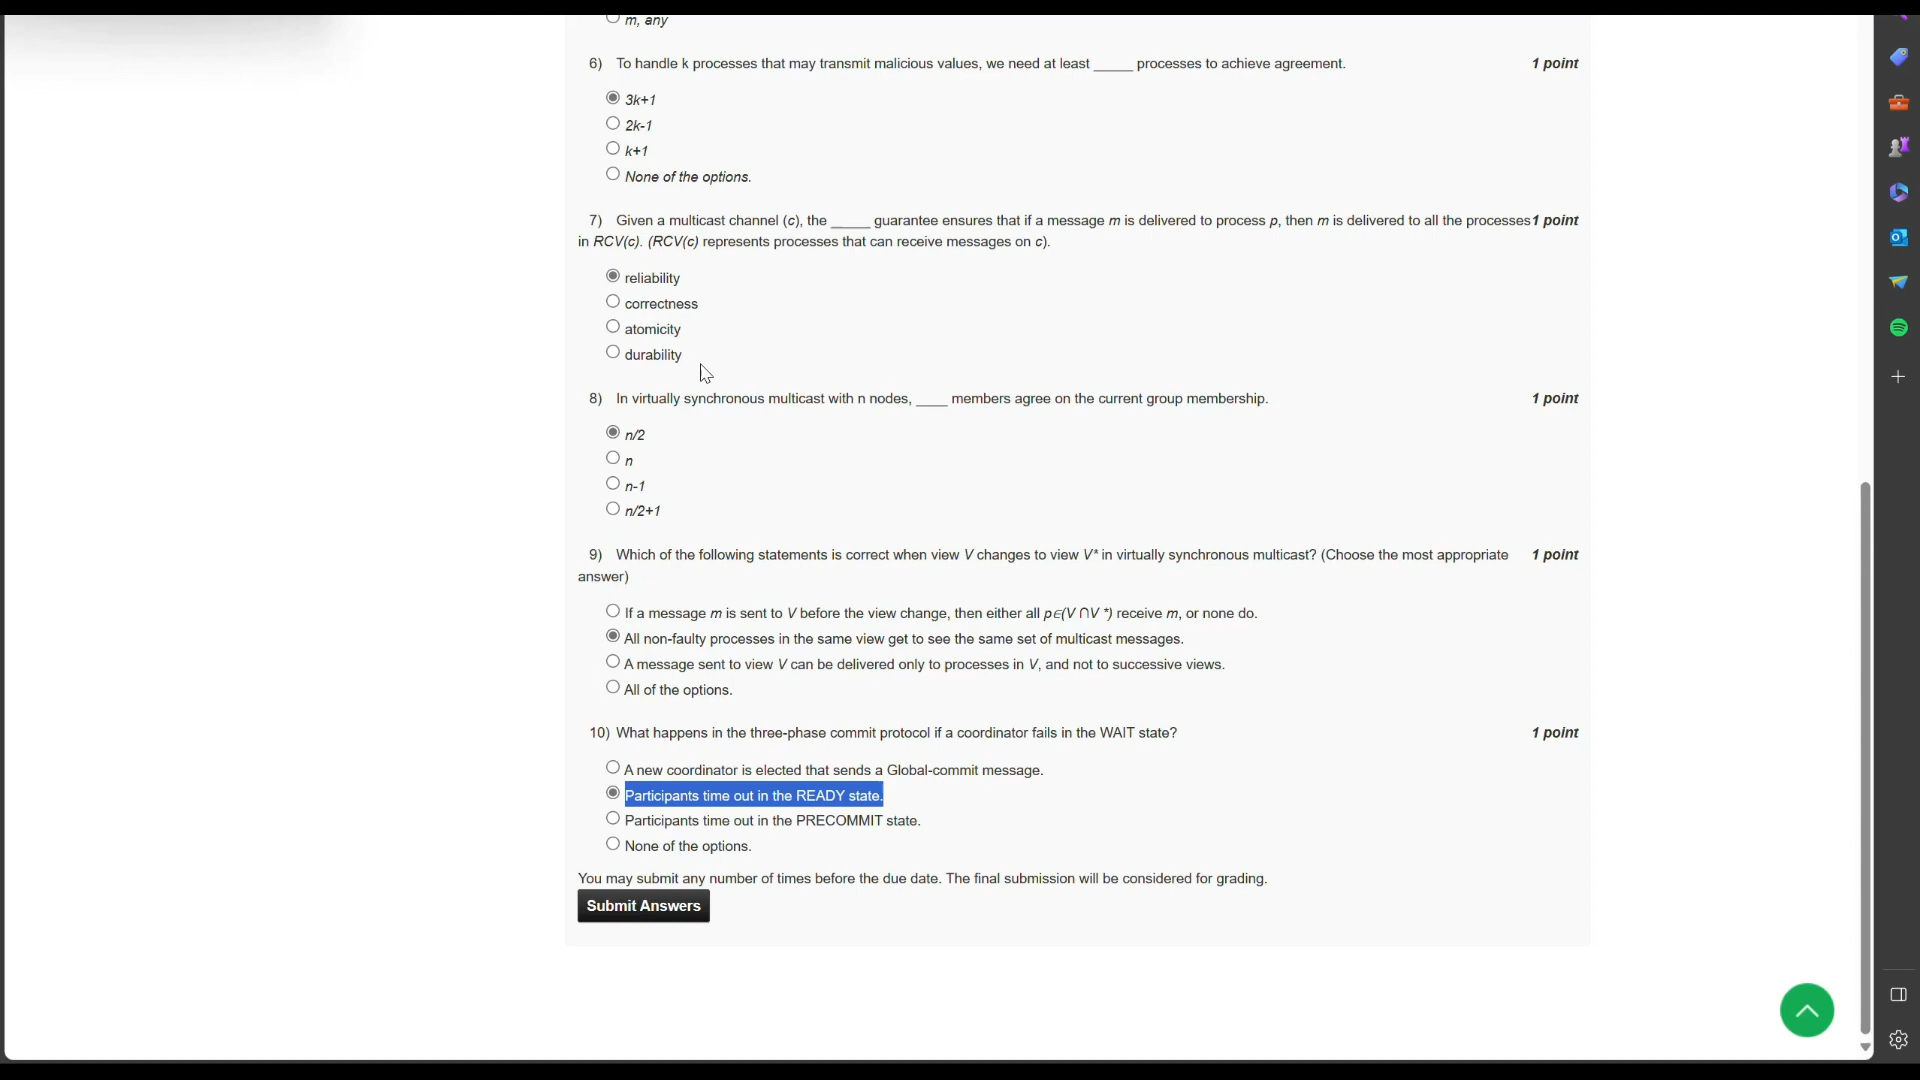 m, any
6) To handle k processes that may transmit malicious values, we need at least _____ processes to achieve agreement. 1 point
3k+1
2k-1
k+1
None of the options.
7) Given a multicast channel (c), the _____ guarantee ensures that if a message m is delivered to process p, then m is delivered to all the processes 1 point
in RCV(c). (RCV(c) represents processes that can receive messages on c).
reliability
correctness
atomicity
durability
8) In virtually synchronous multicast with n nodes, ____ members agree on the current group membership. 1 point
n/2
n
n-1
n/2+1
9) Which of the following statements is correct when view V changes to view V* in virtually synchronous multicast? (Choose the most appropriate 1 point
answer)
If a message m is sent to V before the view change, then either all p∈(V ∩V *) receive m, or none do.
All non-faulty processes in the same view get to see the same set of multicast messages.
A message sent to view V can be delivered only to processes in V, and not to successive views.
All of the options.
10) What happens in the three-phase commit protocol if a coordinator fails in the WAIT state? 1 point
A new coordinator is elected that sends a Global-commit message.
Participants time out in the READY state.
Participants time out in the PRECOMMIT state.
None of the options.
You may submit any number of times before the due date. The final submission will be considered for grading.
Submit Answers